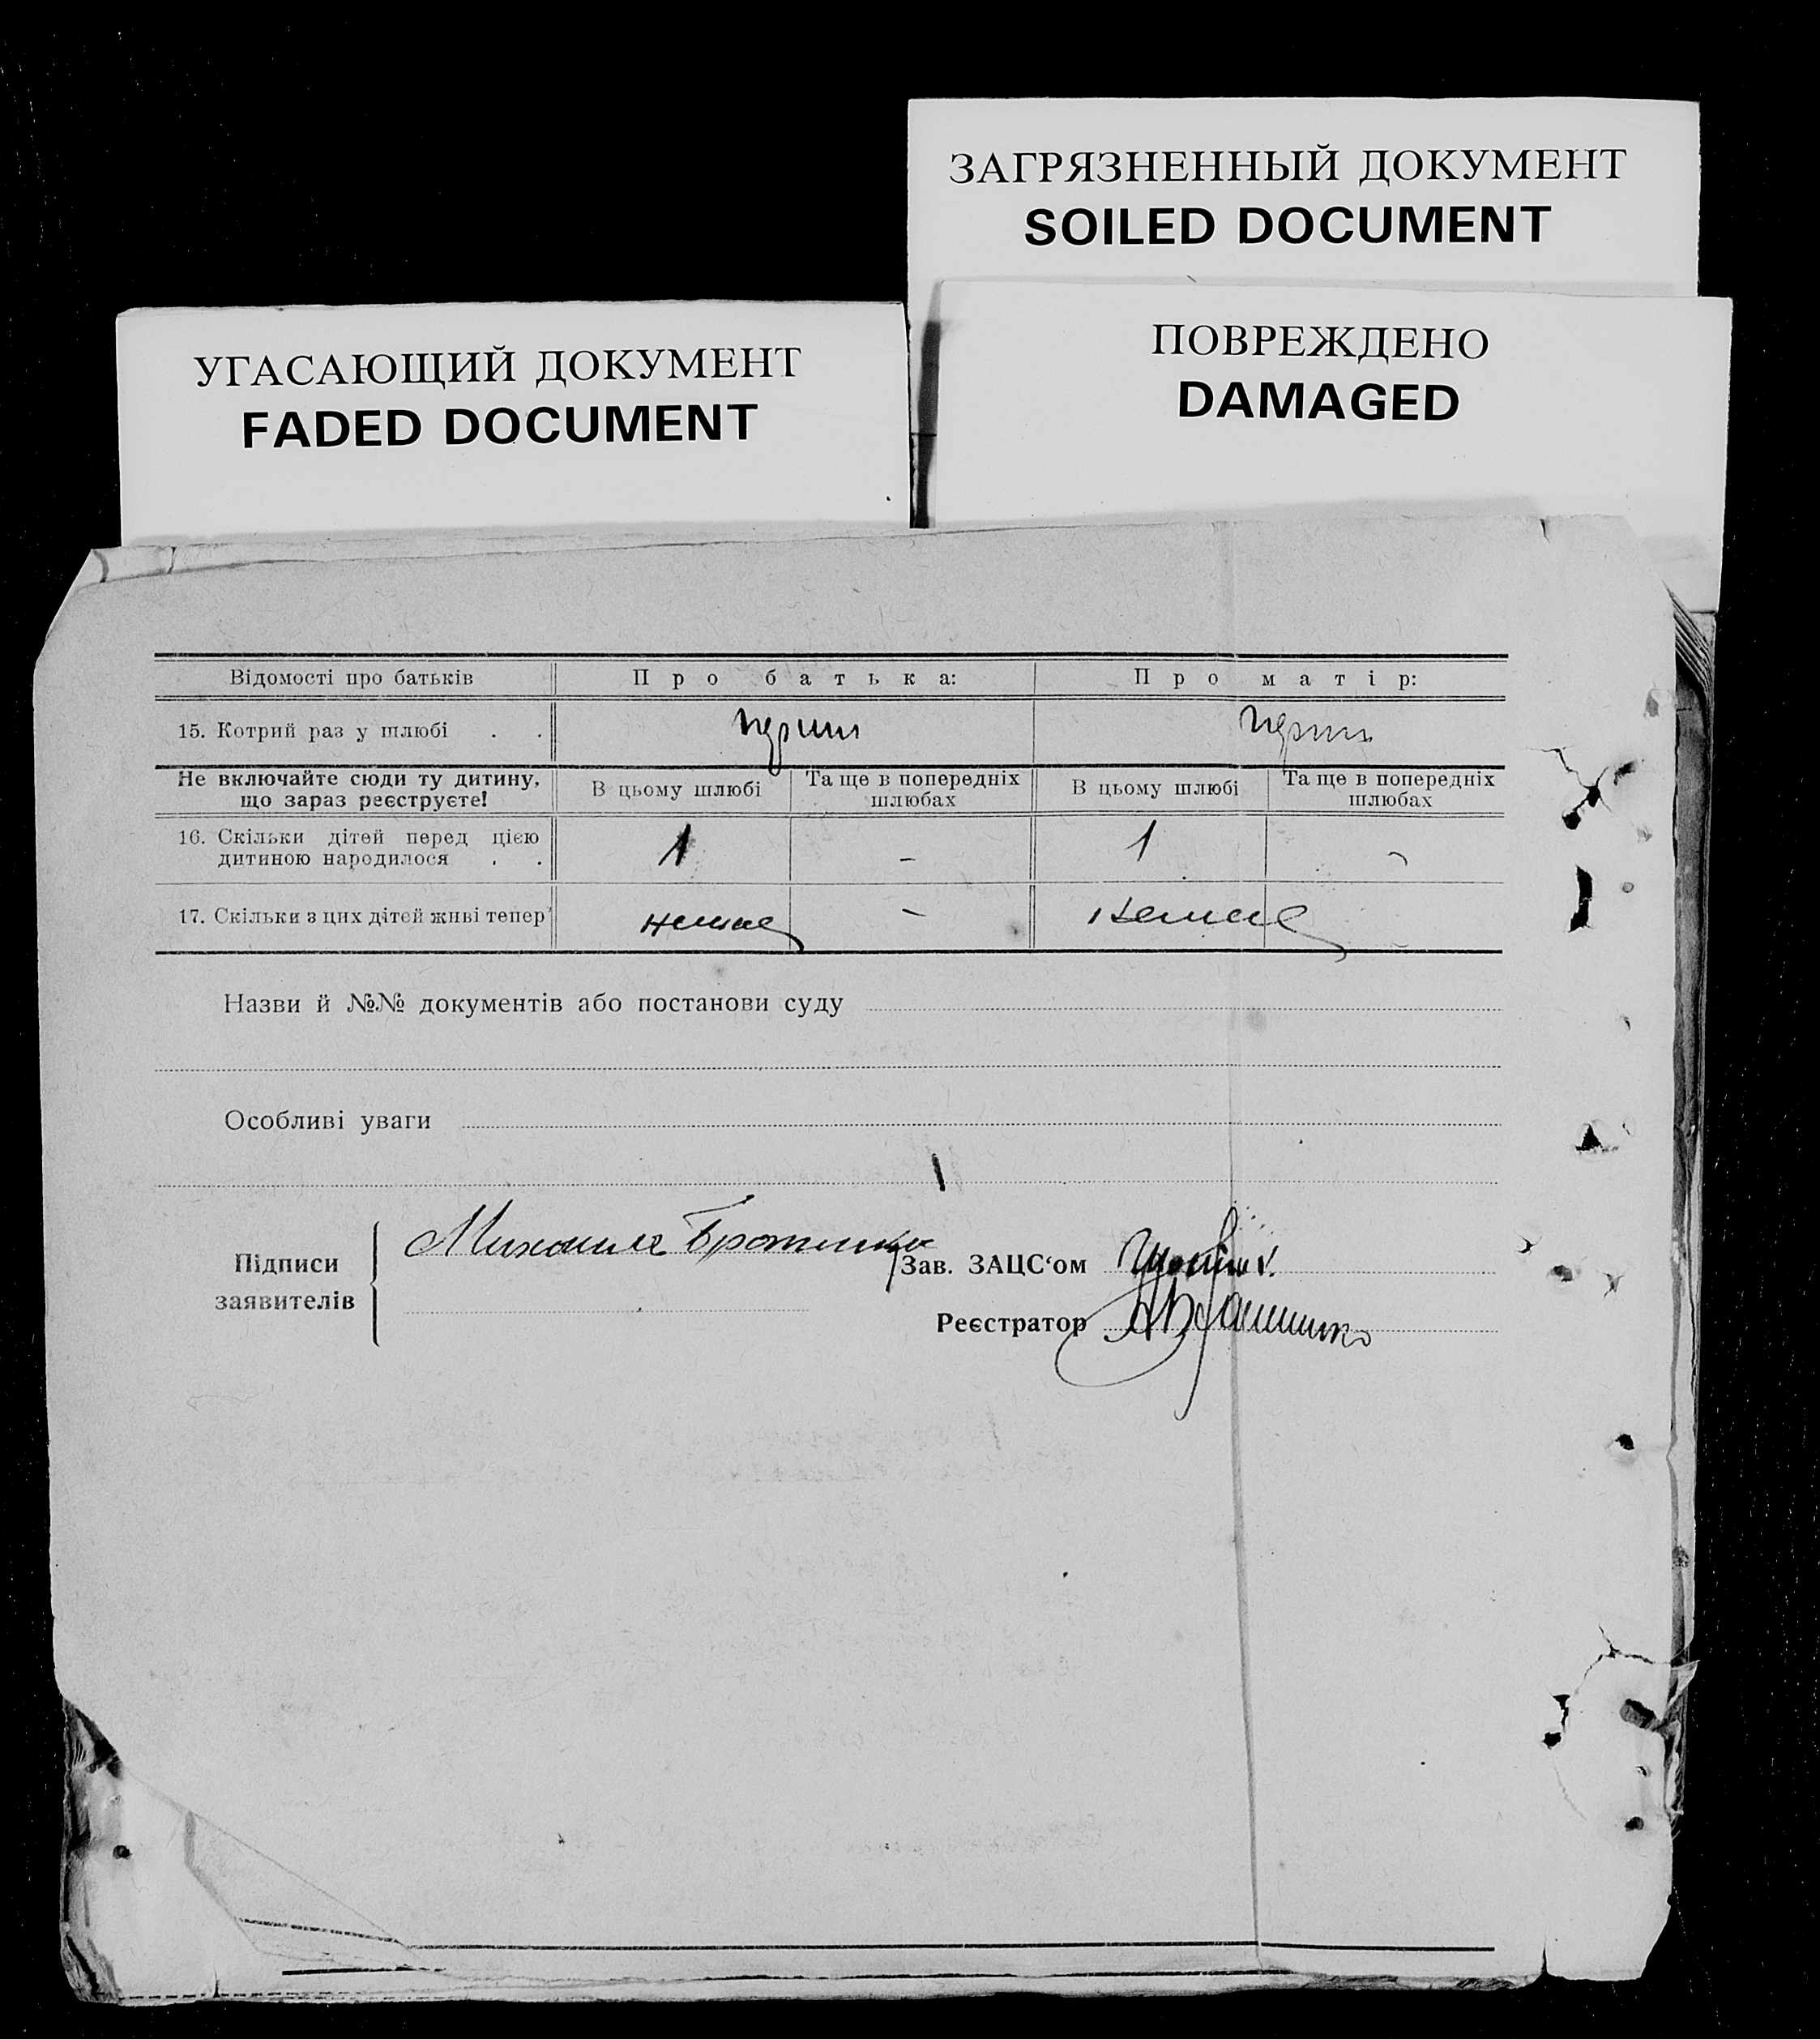 ЗАГРЯЗНЕННЫЙ ДОКУМЕНТ
SOILED DOCUMENT
УГАСАЮЩИЙ ДОКУМЕНТ
FADED DOCUMENT
ПОВРЕЖДЕНО
DAMAGED
Відомості про батьків Про батька: Про матір:
15. Котрий раз у шлюбі . .
Не включайте сюди ту дитину,
що зараз реєструєте!
В цьому шлюбі
Та ще в попередніх
шлюбах
В цьому шлюбі
Та ще в попередніх
шлюбах
16. Скільки дітей перед цією
дитиною народилося . . 1 - 1 -
17. Скільки з цих дітей живі тепер немає - немає
Назви й №№ документів або постанови суду
Особливі уваги
Підписи
заявителів
Зав. ЗАЦС‘ом
Реєстратор